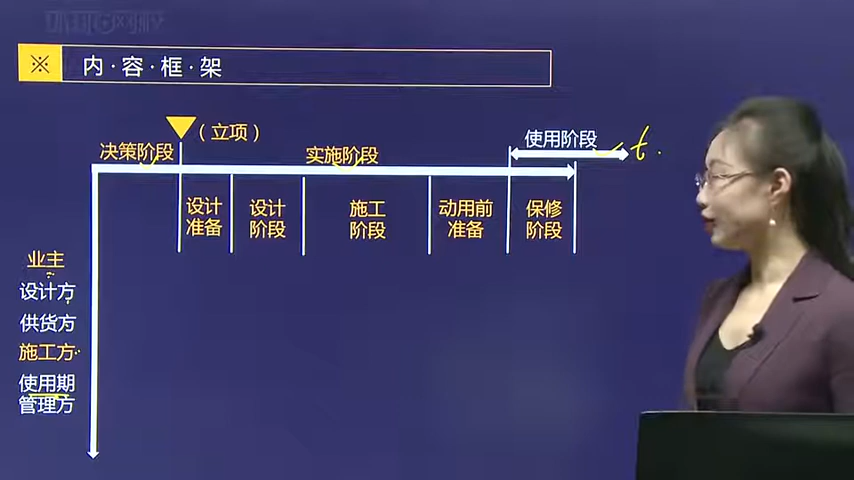 ※ 内·容·框·架
（立项）
决策阶段
实施阶段
使用阶段
t.
设计
准备
设计
阶段
施工
阶段
动用前
准备
保修
阶段
业主
设计方
供货方
施工方
使用期
管理方